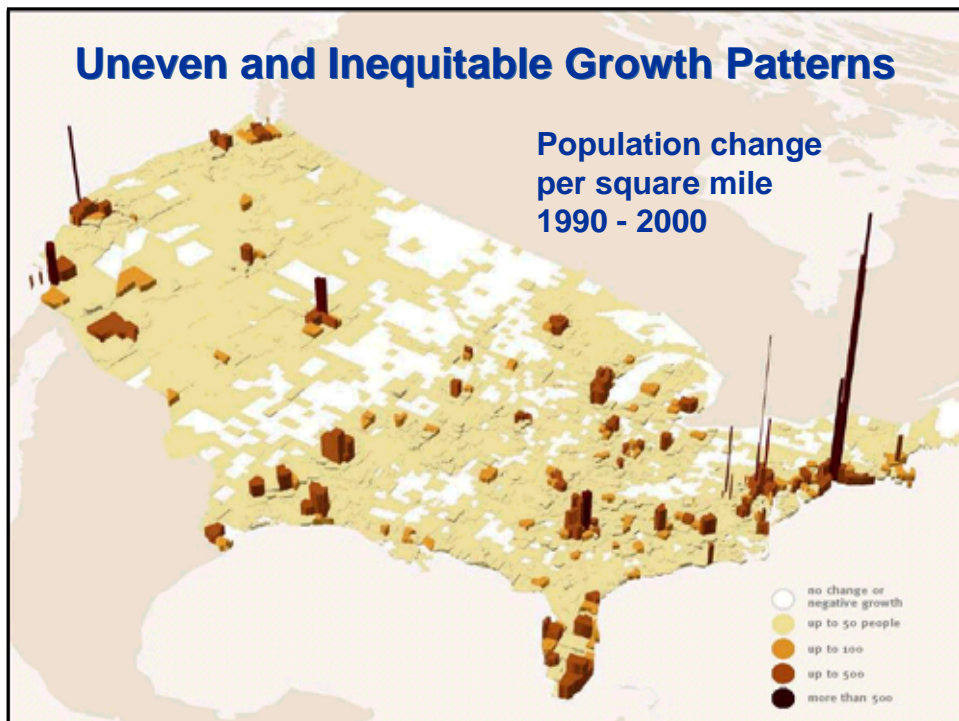 Uneven and Inequitable Growth Patterns
Population change
per square mile
1990 - 2000
no change or
negative growth
up to 50 people
up to 100
up to 500
more than 500